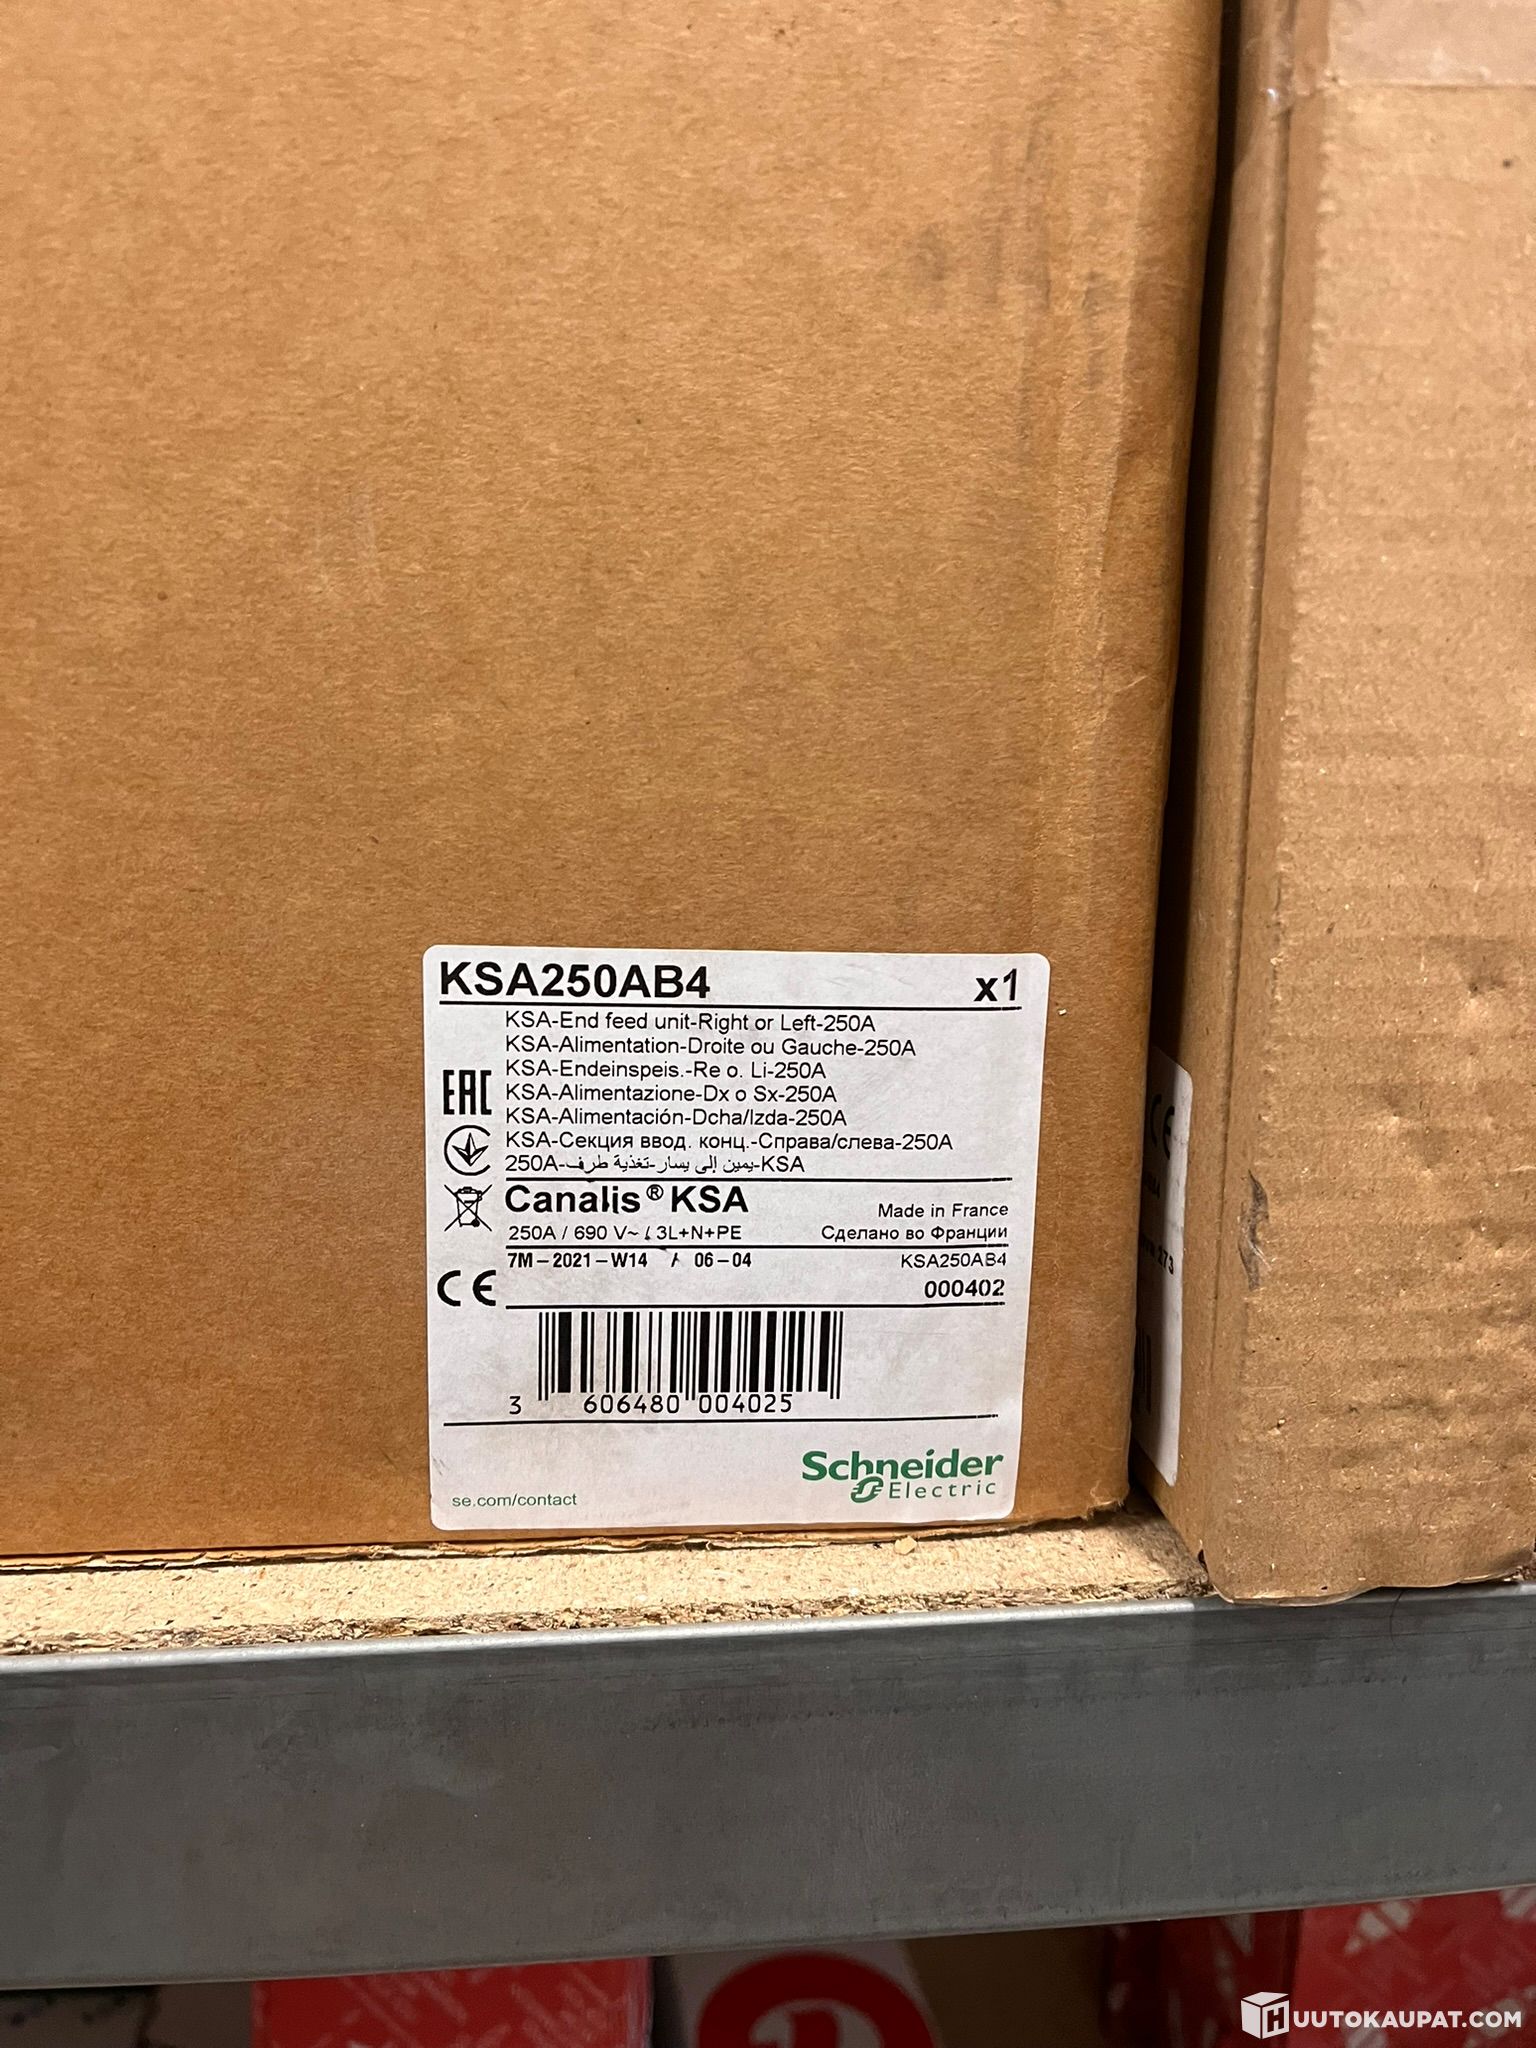 KSA250AB4 x1
KSA-End feed unit-Right or Left-250A
KSA-Alimentation-Droite ou Gauche-250A
KSA-Endeinspeis.-Re o. Li-250A
KSA-Alimentazione-Dx o Sx-250A
KSA-Alimentación-Dcha/Izda-250A
KSA-Секция ввод. конц.-Справа/слева-250A
KSA-يمين إلى يسار-تغذية طرف-250A
EAC
Canalis® KSA
Made in France
250A / 690 V~ / 3L+N+PE
Сделано во Франции
7M-2021-W14 / 06-04
KSA250AB4
CE
000402
3 606480 004025
Schneider
Electric
se.com/contact
CE
273
HUUTOKAUPAT.COM